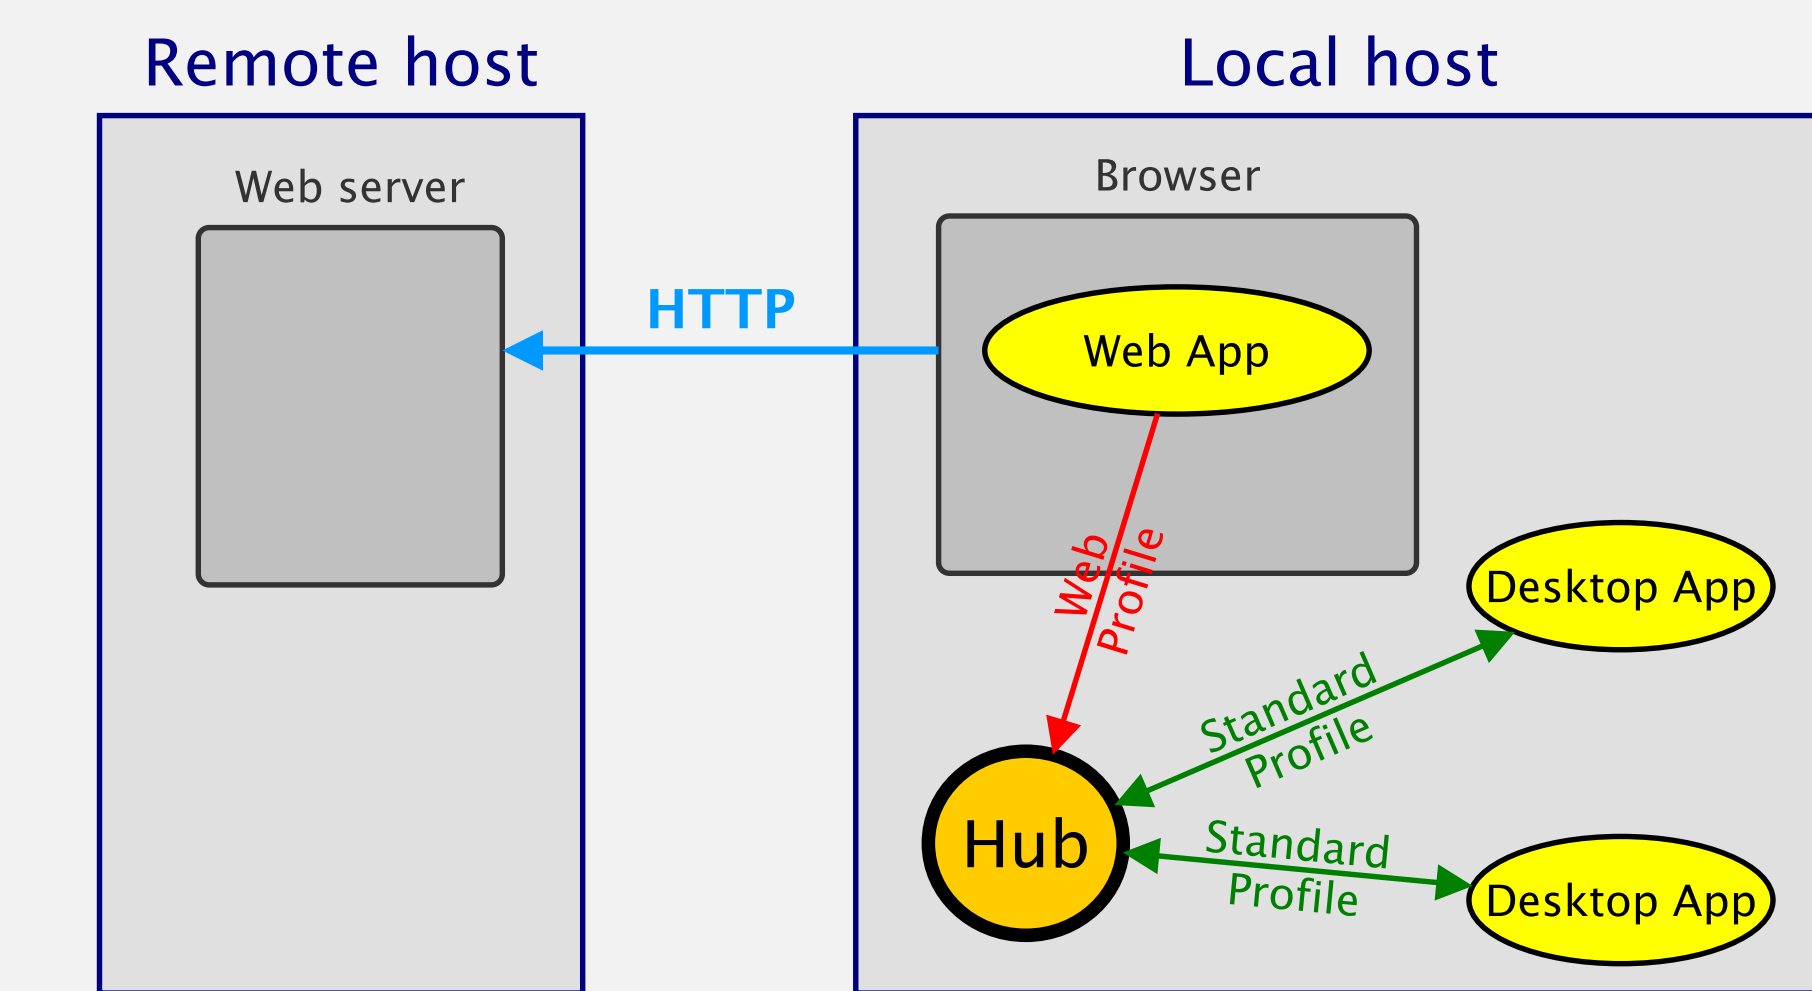 Remote host
Local host
Web server
Browser
HTTP
Web App
Web
Profile
Desktop App
Standard
Profile
Hub
Standard
Profile
Desktop App